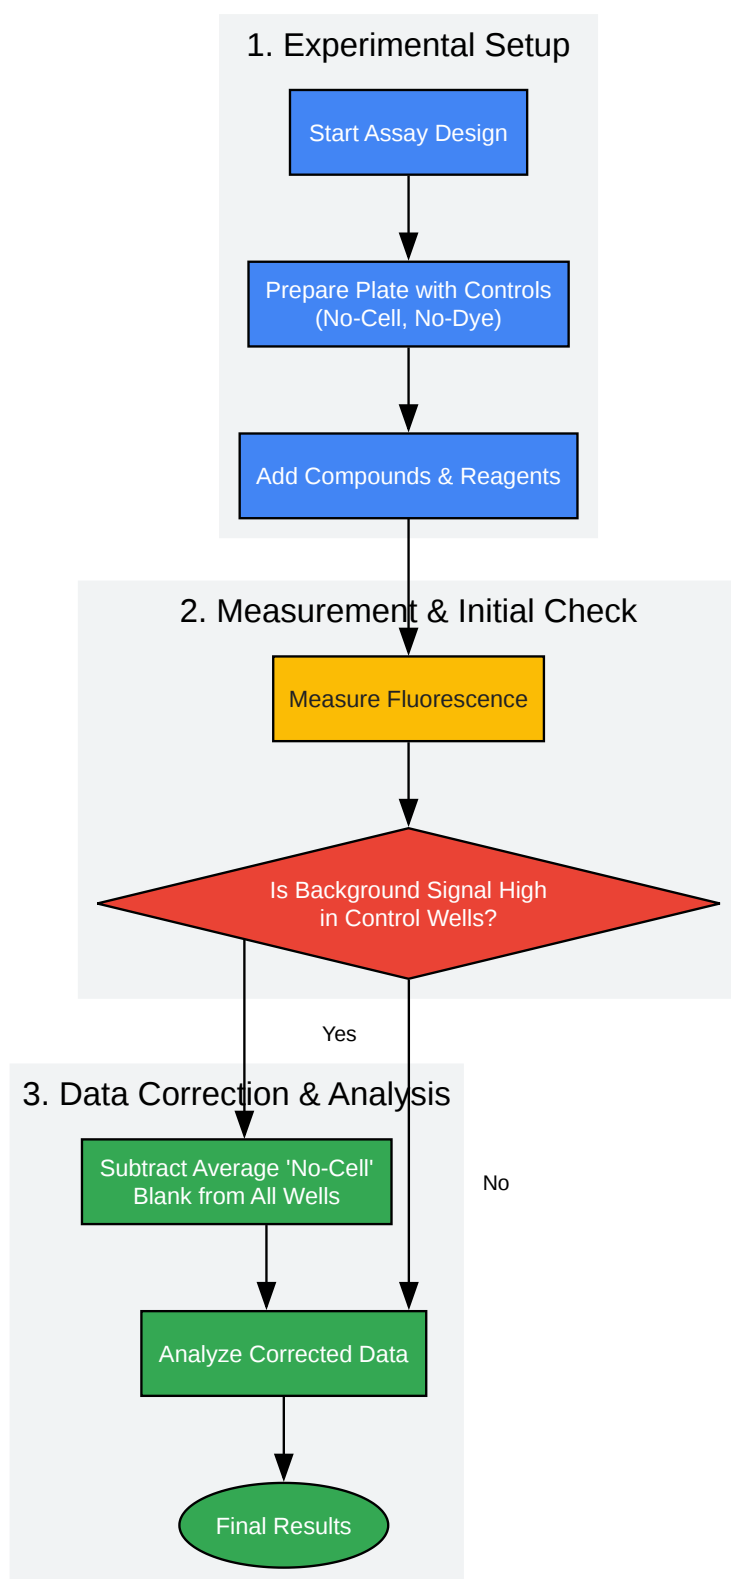 1. Experimental Setup
Start Assay Design
Prepare Plate with Controls
(No-Cell, No-Dye)
Add Compounds & Reagents
2. Measurement & Initial Check
Measure Fluorescence
Is Background Signal High
in Control Wells?
Yes
3. Data Correction & Analysis
Subtract Average 'No-Cell'
Blank from All Wells
No
Analyze Corrected Data
Final Results